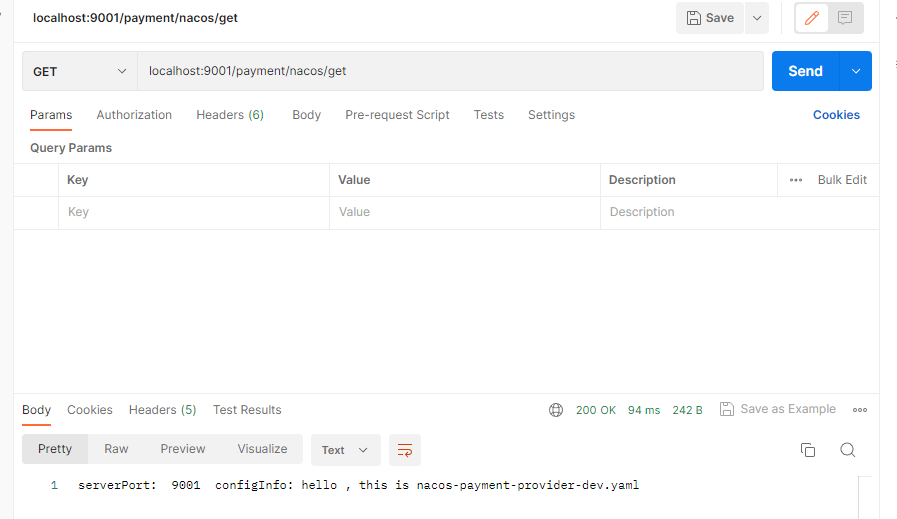 localhost:9001/payment/nacos/get
Save
GET localhost:9001/payment/nacos/get Send
Params Authorization Headers (6) Body Pre-request Script Tests Settings Cookies
Query Params
Key Value Description ••• Bulk Edit
Key Value Description
Body Cookies Headers (5) Test Results 200 OK 94 ms 242 B Save as Example •••
Pretty Raw Preview Visualize Text
1 serverPort:  9001  configInfo: hello , this is nacos-payment-provider-dev.yaml